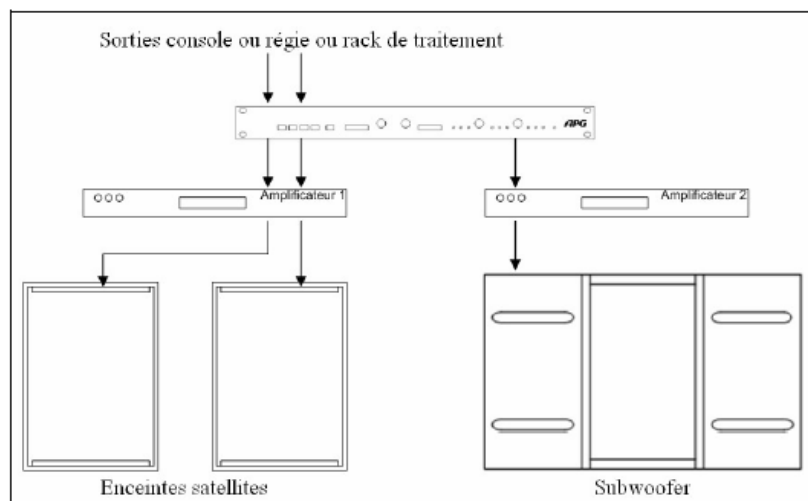 Sorties console ou régie ou rack de traitement
APG
Amplificateur 1
Amplificateur 2
Enceintes satellites
Subwoofer